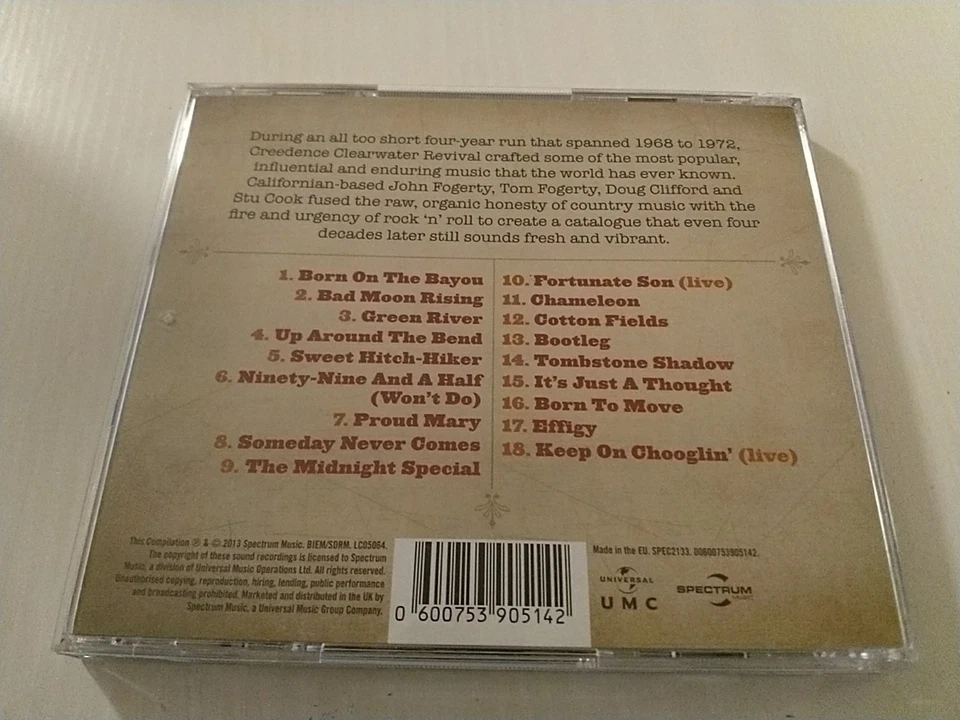 During an all too short four-year run that spanned 1968 to 1972,
Creedence Clearwater Revival crafted some of the most popular,
influential and enduring music that the world has ever known.
Californian-based John Fogerty, Tom Fogerty, Doug Clifford and
Stu Cook fused the raw, organic honesty of country music with the
fire and urgency of rock 'n' roll to create a catalogue that even four
decades later still sounds fresh and vibrant.
1. Born On The Bayou
2. Bad Moon Rising
3. Green River
4. Up Around The Bend
5. Sweet Hitch-Hiker
6. Ninety-Nine And A Half
(Won't Do)
7. Proud Mary
8. Someday Never Comes
9. The Midnight Special
10. Fortunate Son (live)
11. Chameleon
12. Cotton Fields
13. Bootleg
14. Tombstone Shadow
15. It's Just A Thought
16. Born To Move
17. Effigy
18. Keep On Chooglin' (live)
This Compilation ℗ & © 2013 Spectrum Music. BIEM/SDRM. LC05064.
The copyright of these sound recordings is licensed to Spectrum
Music, a division of Universal Music Operations Ltd. All rights reserved.
Unauthorised copying, reproduction, hiring, lending, public performance
and broadcasting prohibited. Marketed and distributed in the UK by
Spectrum Music, a Universal Music Group Company.
0 600753 905142
Made in the EU. SPEC2133. 00600753905142.
UNIVERSAL
UMC
SPECTRUM
MUSIC